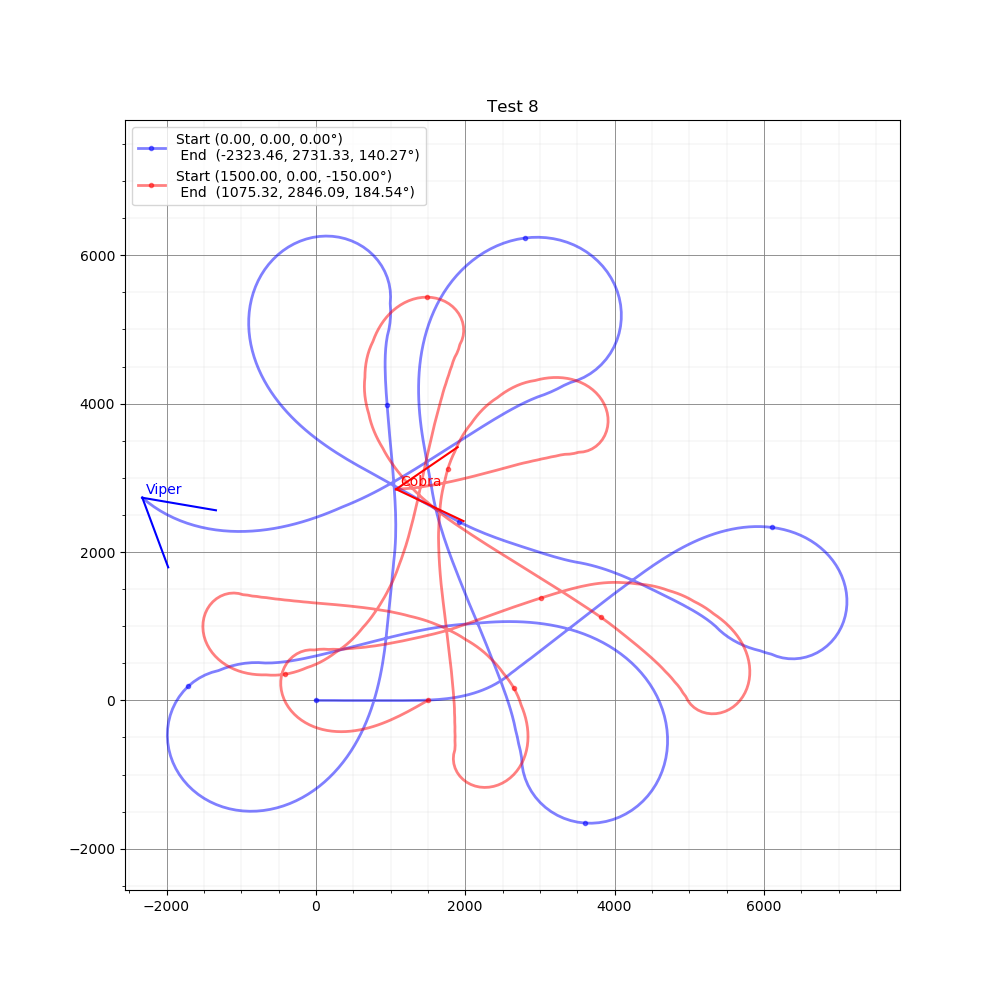 Test 8
Start (0.00, 0.00, 0.00°)
End  (-2323.46, 2731.33, 140.27°)
Start (1500.00, 0.00, -150.00°)
End  (1075.32, 2846.09, 184.54°)
6000
4000
Cobra
Viper
2000
0
−2000
−2000 0 2000 4000 6000